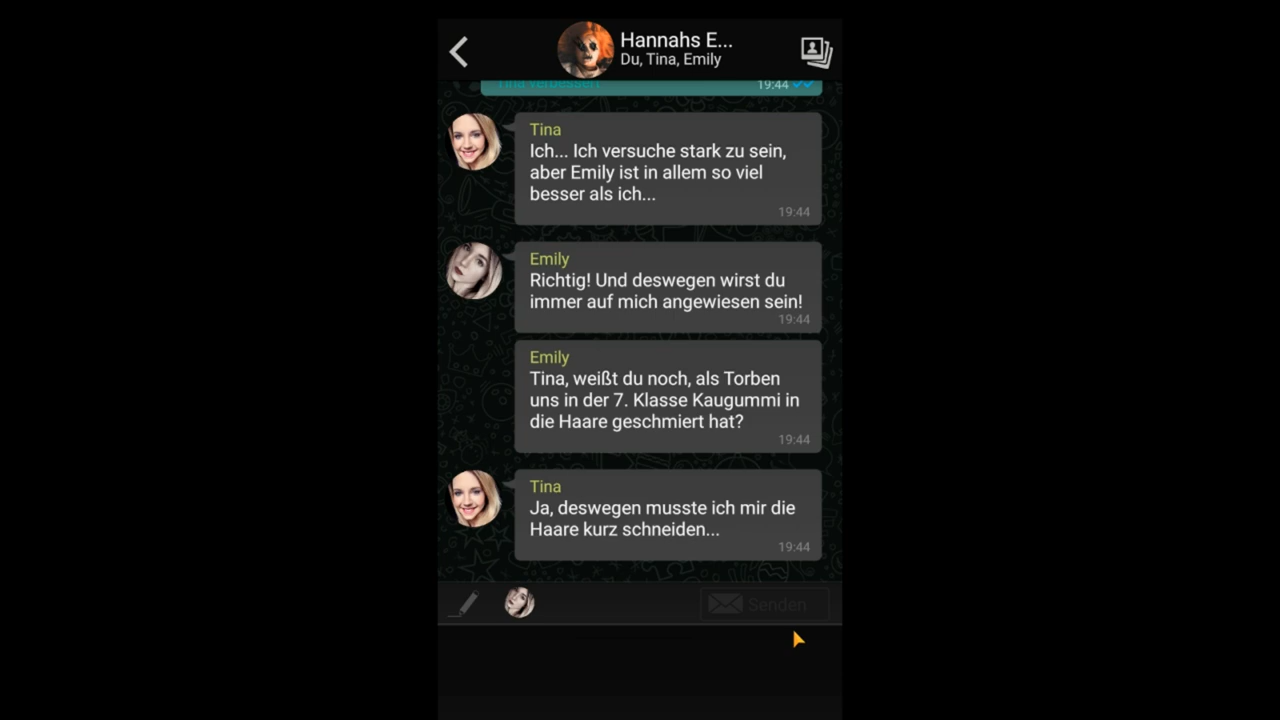 Hannahs E...
Du, Tina, Emily
Tina verbessert
19:44
Tina
Ich... Ich versuche stark zu sein,
aber Emily ist in allem so viel
besser als ich...
19:44
Emily
Richtig! Und deswegen wirst du
immer auf mich angewiesen sein!
19:44
Emily
Tina, weißt du noch, als Torben
uns in der 7. Klasse Kaugummi in
die Haare geschmiert hat?
19:44
Tina
Ja, deswegen musste ich mir die
Haare kurz schneiden...
19:44
Senden